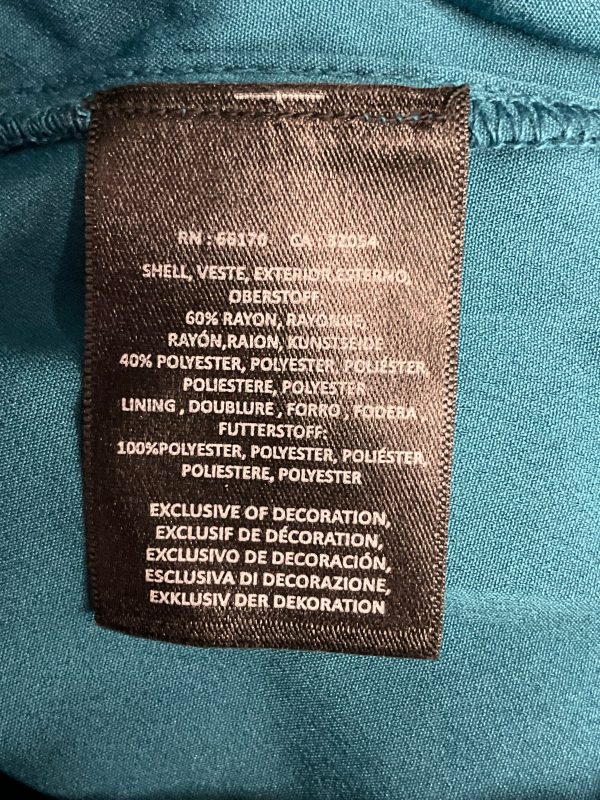 RN : 66170 CA : 32054
SHELL, VESTE, EXTERIOR, ESTERNO,
OBERSTOFF:
60% RAYON, RAYONNE,
RAYÓN,RAION, KUNSTSEIDE
40% POLYESTER, POLYESTER, POLIÉSTER,
POLIESTERE, POLYESTER
LINING , DOUBLURE , FORRO , FODERA ,
FUTTERSTOFF:
100%POLYESTER, POLYESTER, POLIÉSTER,
POLIESTERE, POLYESTER
EXCLUSIVE OF DECORATION,
EXCLUSIF DE DÉCORATION,
EXCLUSIVO DE DECORACIÓN,
ESCLUSIVA DI DECORAZIONE,
EXKLUSIV DER DEKORATION